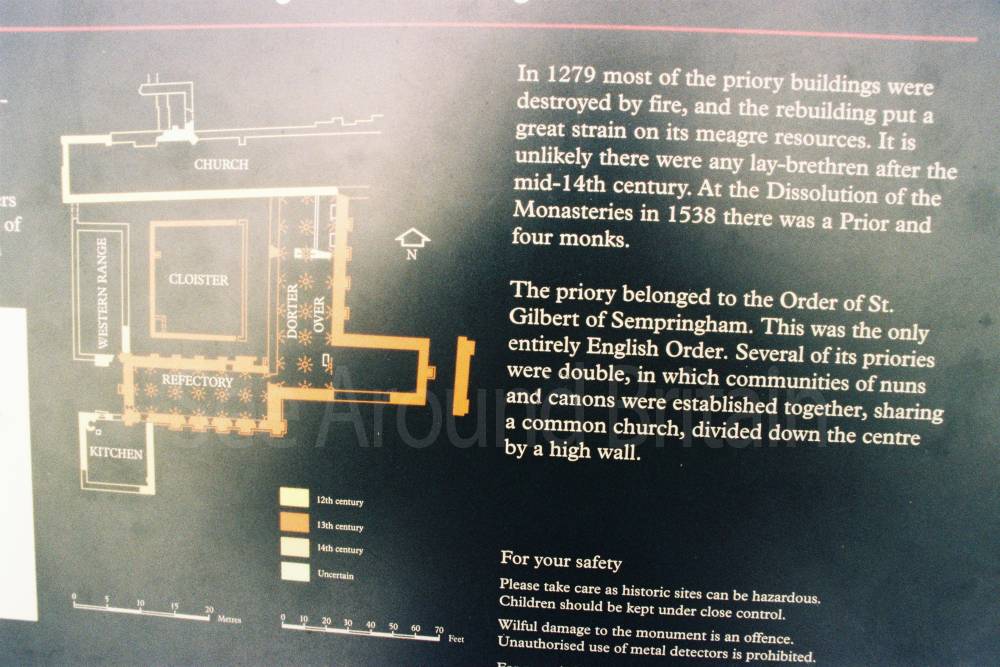 In 1279 most of the priory buildings were
destroyed by fire, and the rebuilding put a
great strain on its meagre resources. It is
unlikely there were any lay-brethren after the
mid-14th century. At the Dissolution of the
Monasteries in 1538 there was a Prior and
four monks.
The priory belonged to the Order of St.
Gilbert of Sempringham. This was the only
entirely English Order. Several of its priories
were double, in which communities of nuns
and canons were established together, sharing
a common church, divided down the centre
by a high wall.
For your safety
Please take care as historic sites can be hazardous.
Children should be kept under close control.
Wilful damage to the monument is an offence.
Unauthorised use of metal detectors is prohibited.
of
CHURCH
N
WESTERN RANGE
CLOISTER
DORTER
OVER
REFECTORY
KITCHEN
12th century
13th century
14th century
Uncertain
0 5 10 15 20 Metres
0 10 20 30 40 50 60 70 Feet
Around Britain